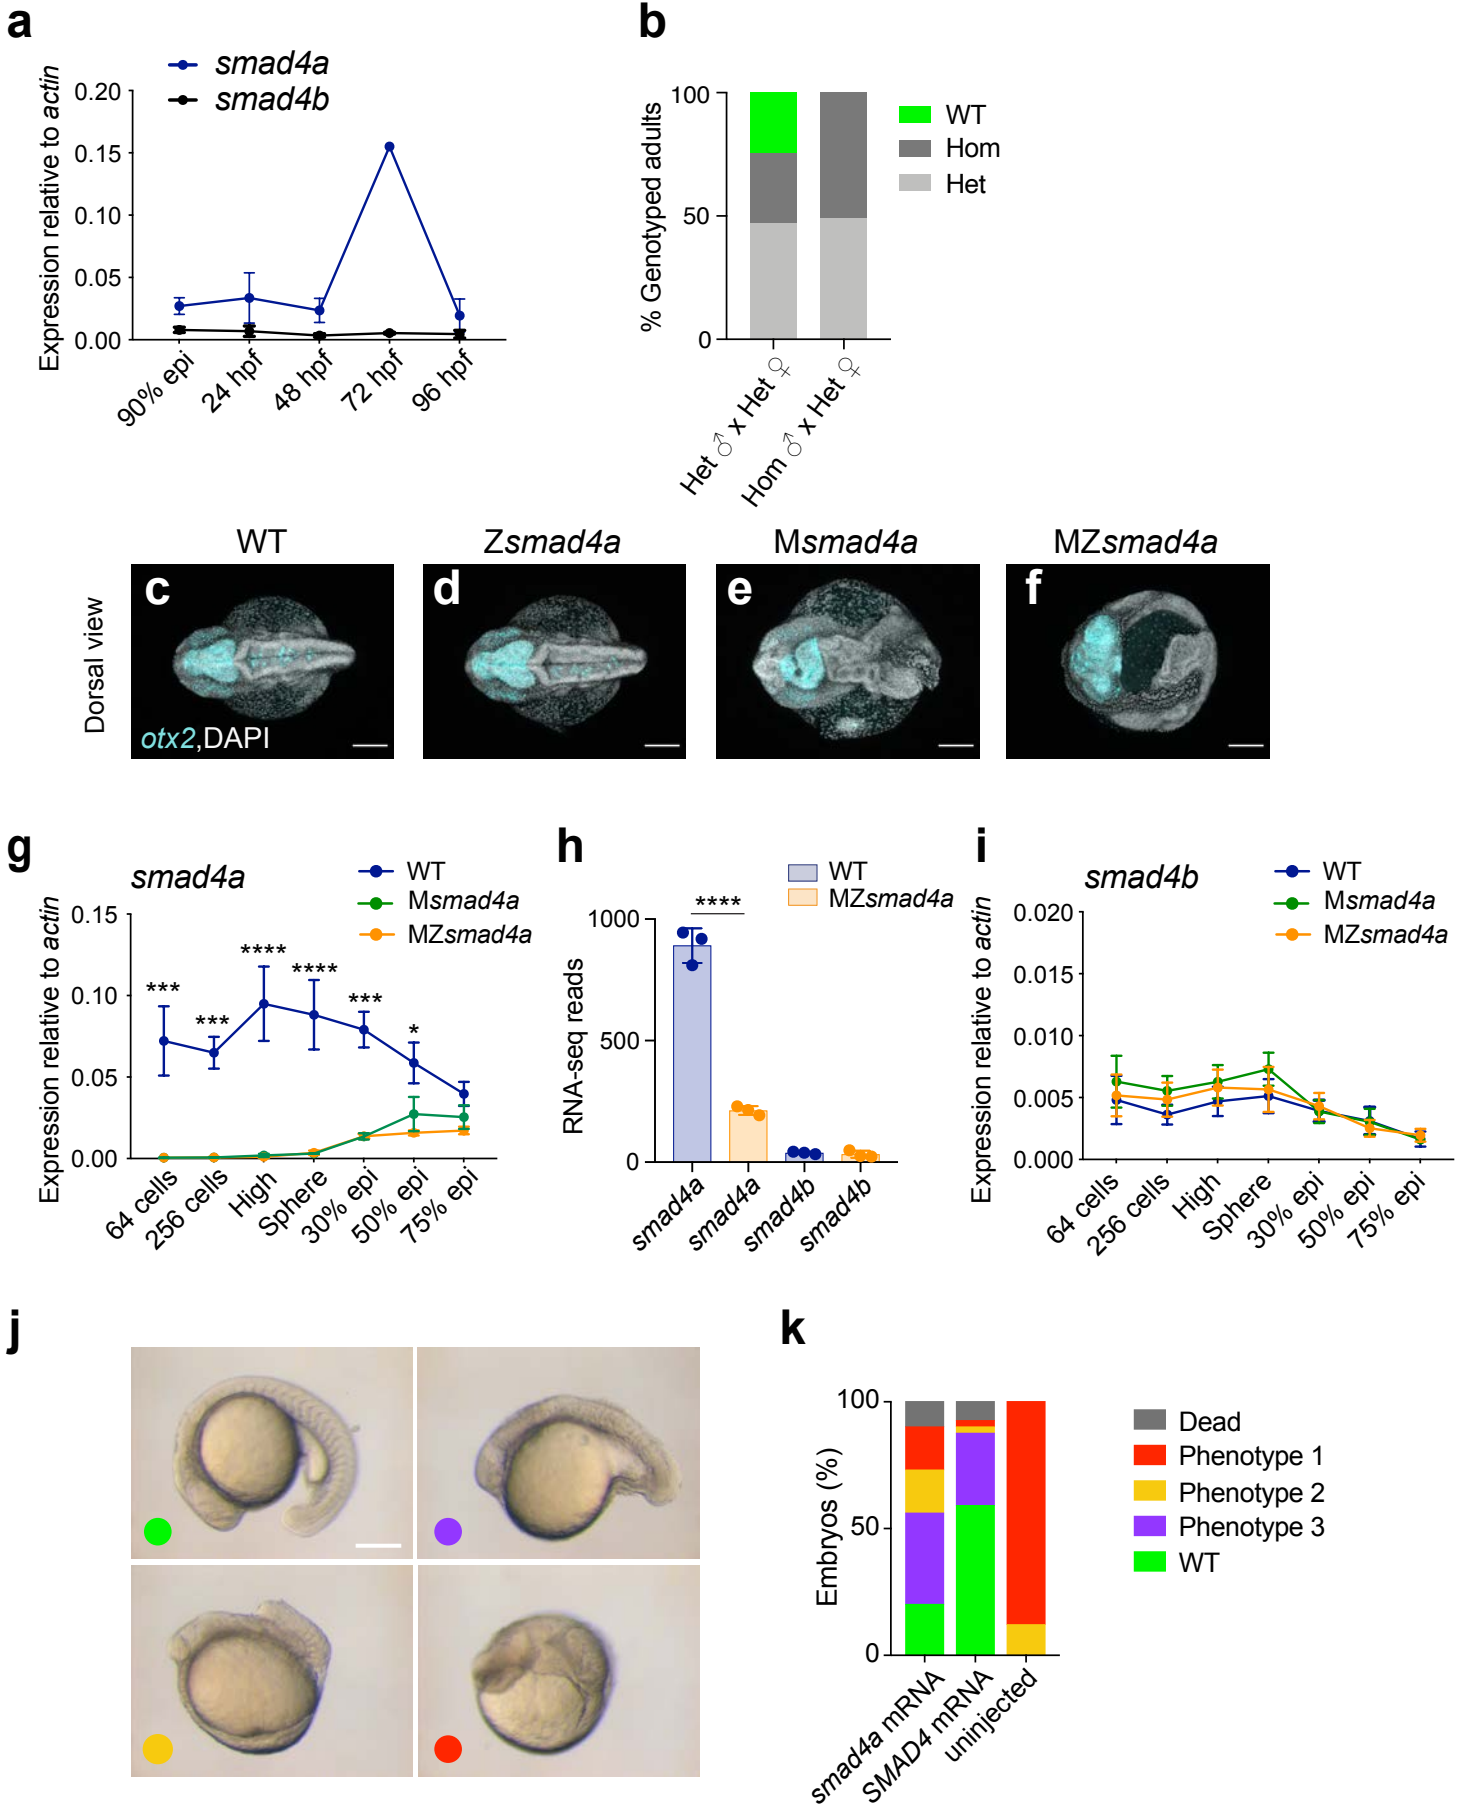 a
smad4a
smad4b
Expression relative to actin
0.20
0.15
0.10
0.05
0.00
90% epi
24 hpf
48 hpf
72 hpf
96 hpf
b
% Genotyped adults
100
50
0
WT
Hom
Het
Het ♂ x Het ♀
Hom ♂ x Het ♀
WT
Zsmad4a
Msmad4a
MZsmad4a
Dorsal view
c
d
e
f
otx2,DAPI
g
smad4a
WT
Msmad4a
MZsmad4a
Expression relative to actin
0.15
0.10
0.05
0.00
***
***
****
****
***
*
64 cells
256 cells
High
Sphere
30% epi
50% epi
75% epi
h
WT
MZsmad4a
RNA-seq reads
1000
500
0
****
smad4a
smad4a
smad4b
smad4b
i
smad4b
WT
Msmad4a
MZsmad4a
Expression relative to actin
0.020
0.015
0.010
0.005
0.000
64 cells
256 cells
High
Sphere
30% epi
50% epi
75% epi
j
k
Embryos (%)
100
50
0
Dead
Phenotype 1
Phenotype 2
Phenotype 3
WT
smad4a mRNA
SMAD4 mRNA
uninjected